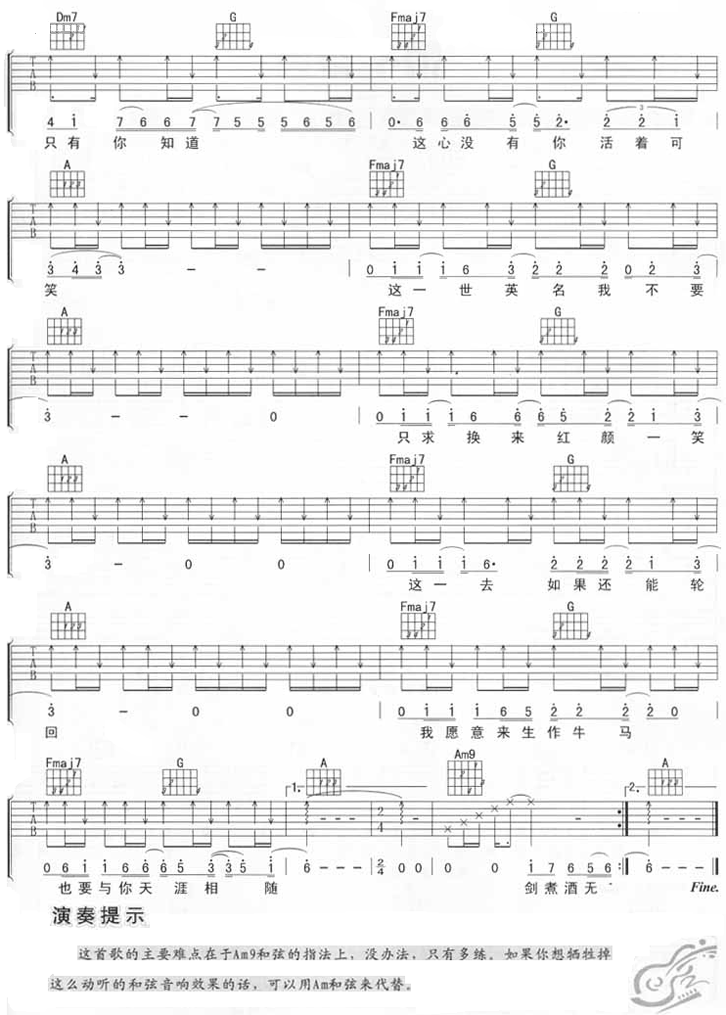 Dm7 G Fmaj7 G
T A B
4 1 7 6 6 7 7 5 5 5 6 5 6 | 0· 6 6 6 5 5 2· 2 2 1
只有你知道 这心没有你活着可
A Fmaj7 G
T A B
3 4 3 3 - - | 0 1 1 1 6 3 2 2 2 0 2 3
笑 这一世英名我不要
A Fmaj7 G
T A B
3 - - 0 | 0 1 1 1 6 6 6 6 5 2 2 1 3
只求换来红颜一笑
A Fmaj7 G
T A B
3 - 0 0 | 0 1 1 1 6· 2 2 2 2 1 3
这一去如果还能轮
A Fmaj7 G
T A B
3 - 0 0 | 0 1 1 1 6 5 2 2 2 2 0
回 我愿意来生作牛马
Fmaj7 G 1. A Am9 2. A
T A B 2 4
0 6 1 1 6 6 6 5 3 3 5 1 | 6 - - - | 2/4 0 0 | 0 0 1 7 6 5 6 :| 6 - - -
也要与你天涯相随 剑煮酒无 Fine.
演奏提示
这首歌的主要难点在于Am9和弦的指法上，没办法，只有多练。如果你想牺牲掉
这么动听的和弦音响效果的话，可以用Am和弦来代替。